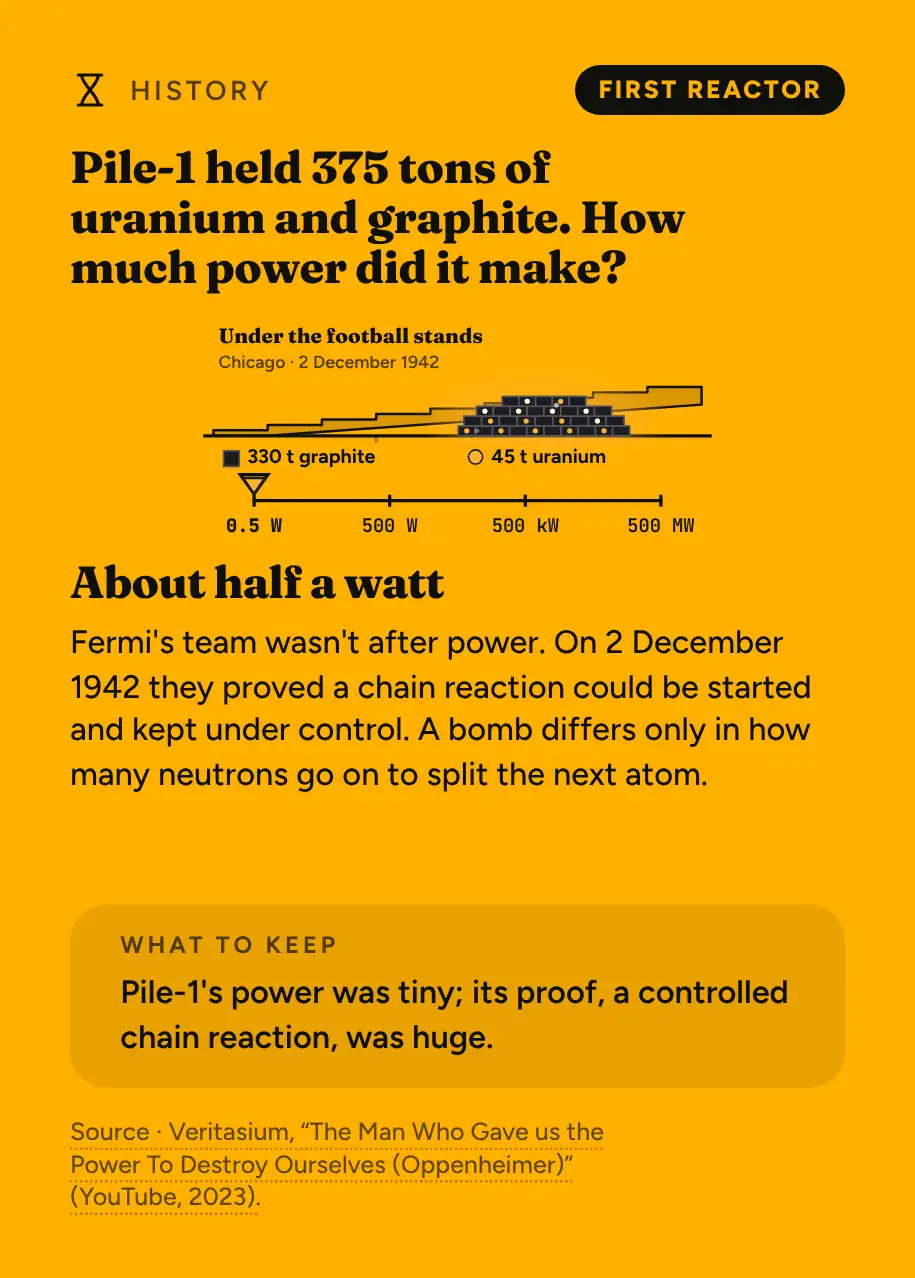 HISTORY
FIRST REACTOR
Pile-1 held 375 tons of
uranium and graphite. How
much power did it make?
Under the football stands
Chicago · 2 December 1942
330 t graphite
45 t uranium
0.5 W
500 W
500 kW
500 MW
About half a watt
Fermi's team wasn't after power. On 2 December
1942 they proved a chain reaction could be started
and kept under control. A bomb differs only in how
many neutrons go on to split the next atom.
WHAT TO KEEP
Pile-1's power was tiny; its proof, a controlled
chain reaction, was huge.
Source · Veritasium, “The Man Who Gave us the
Power To Destroy Ourselves (Oppenheimer)”
(YouTube, 2023).